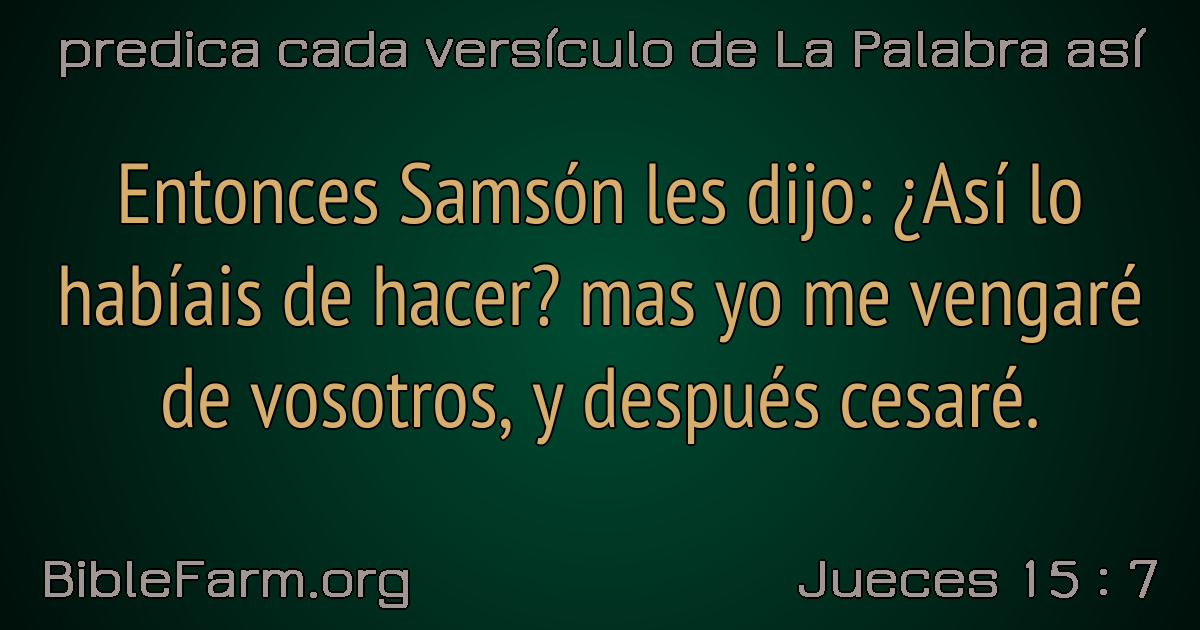 predica cada versículo de La Palabra así
Entonces Samsón les dijo: ¿Así lo
habíais de hacer? mas yo me vengaré
de vosotros, y después cesaré.
BibleFarm.org
Jueces 15 : 7